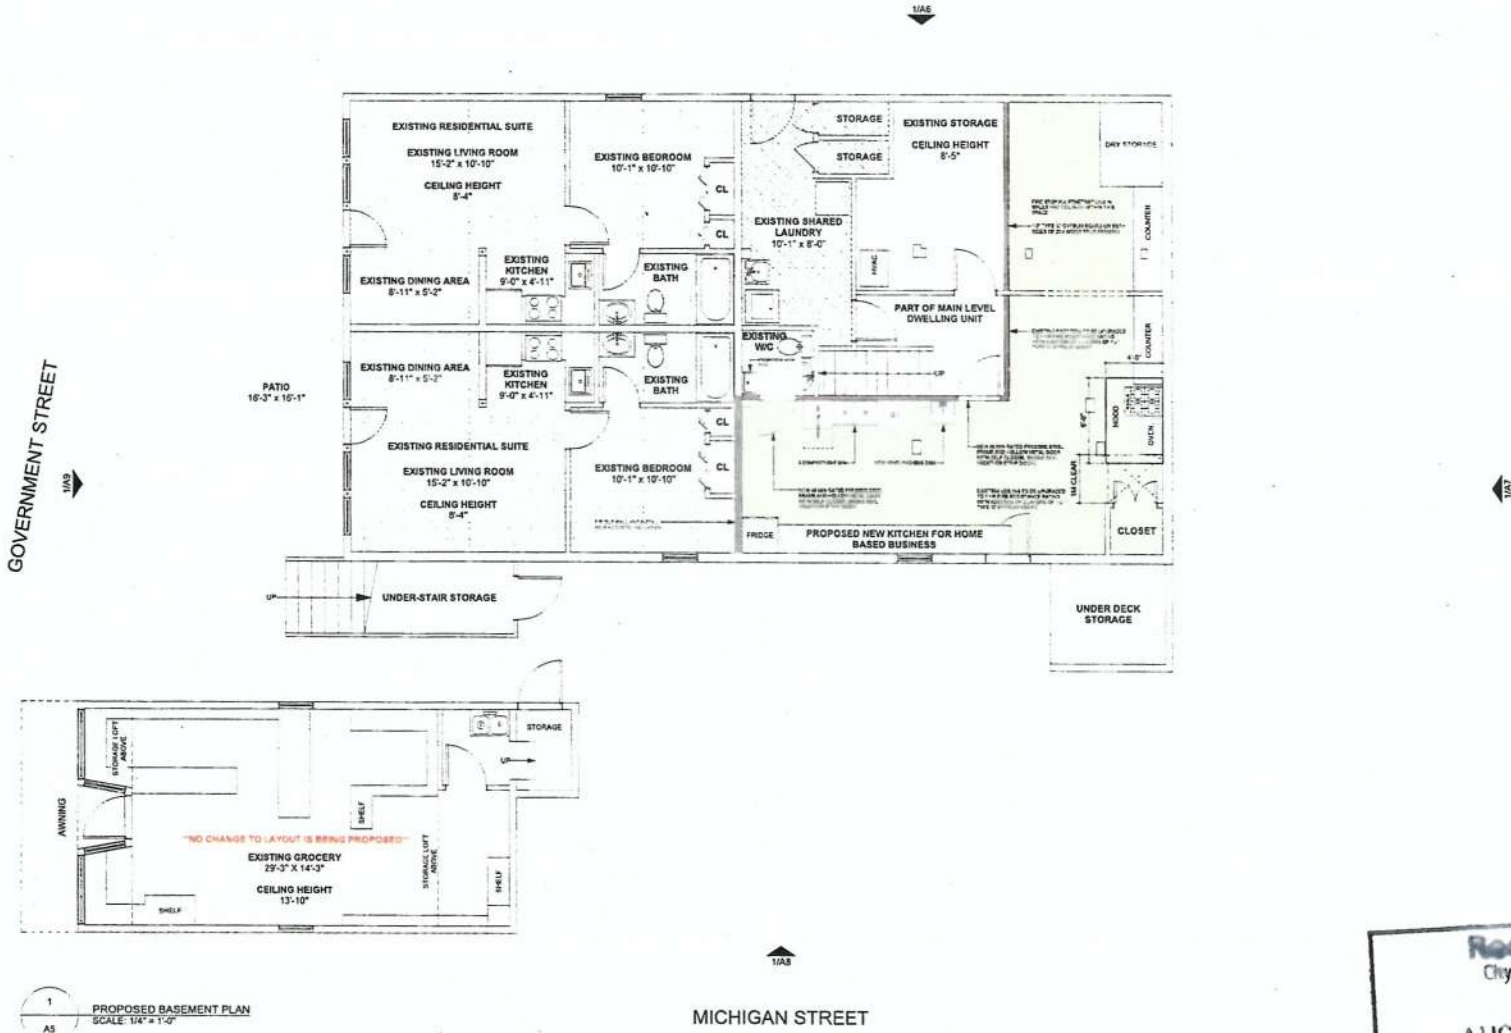 1/A6
EXISTING RESIDENTIAL SUITE
EXISTING LIVING ROOM
15'-2" x 10'-10"
CEILING HEIGHT
8'-4"
EXISTING BEDROOM
10'-1" x 10'-10"
CL
CL
STORAGE
STORAGE
EXISTING STORAGE
CEILING HEIGHT
8'-5"
DRY STORAGE
COUNTER
EXISTING SHARED
LAUNDRY
10'-1" x 8'-0"
HVAC
EXISTING DINING AREA
8'-11" x 5'-2"
EXISTING
KITCHEN
9'-0" x 4'-11"
EXISTING
BATH
PART OF MAIN LEVEL
DWELLING UNIT
EXISTING
W/C
UP
COUNTER
4'-0"
EXISTING DINING AREA
8'-11" x 5'-2"
EXISTING
KITCHEN
9'-0" x 4'-11"
EXISTING
BATH
PATIO
16'-3" x 16'-1"
GOVERNMENT STREET
1/A9
EXISTING RESIDENTIAL SUITE
EXISTING LIVING ROOM
15'-2" x 10'-10"
CEILING HEIGHT
8'-4"
EXISTING BEDROOM
10'-1" x 10'-10"
CL
CL
HOOD
OVEN
1M CLEAR
CLOSET
1/A7
FRIDGE
PROPOSED NEW KITCHEN FOR HOME
BASED BUSINESS
UP
UNDER-STAIR STORAGE
UNDER DECK
STORAGE
STORAGE LOFT
ABOVE
STORAGE
UP
AWNING
SHELF
**NO CHANGE TO LAYOUT IS BEING PROPOSED**
EXISTING GROCERY
29'-3" X 14'-3"
CEILING HEIGHT
13'-10"
STORAGE LOFT
ABOVE
SHELF
SHELF
1/A8
1
A5
PROPOSED BASEMENT PLAN
SCALE: 1/4" = 1'-0"
MICHIGAN STREET